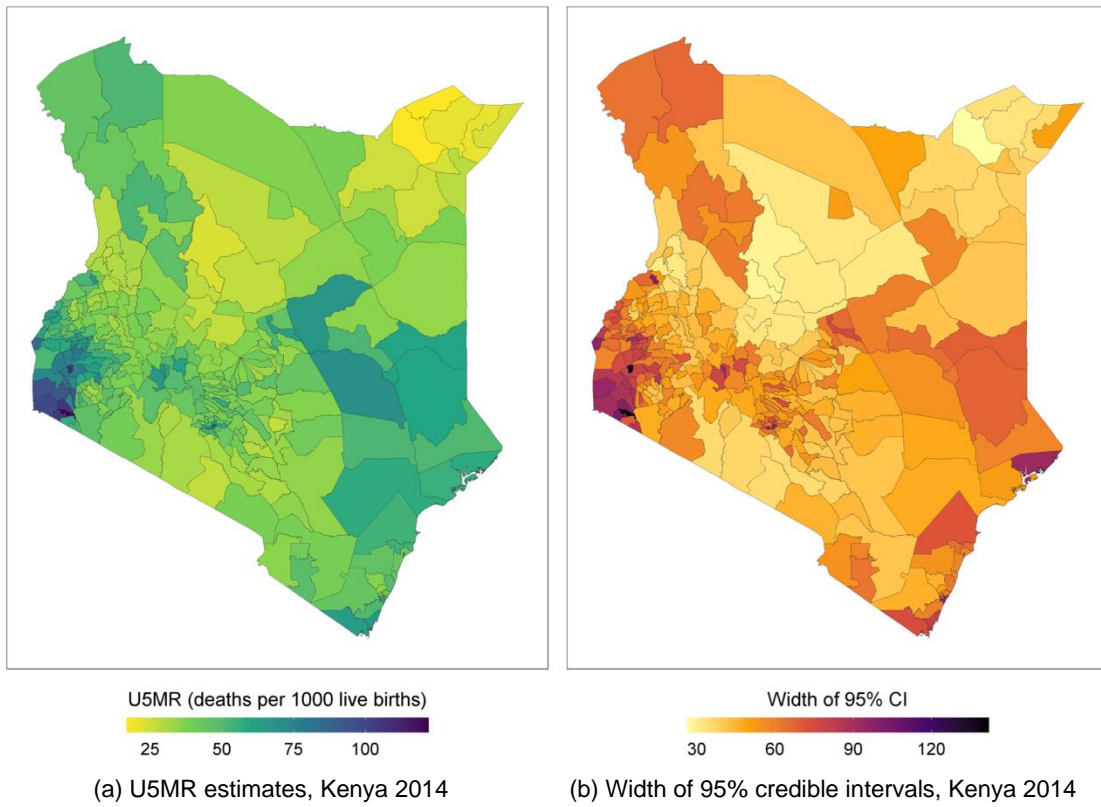 U5MR (deaths per 1000 live births)
25 50 75 100
Width of 95% CI
30 60 90 120
(a) U5MR estimates, Kenya 2014
(b) Width of 95% credible intervals, Kenya 2014